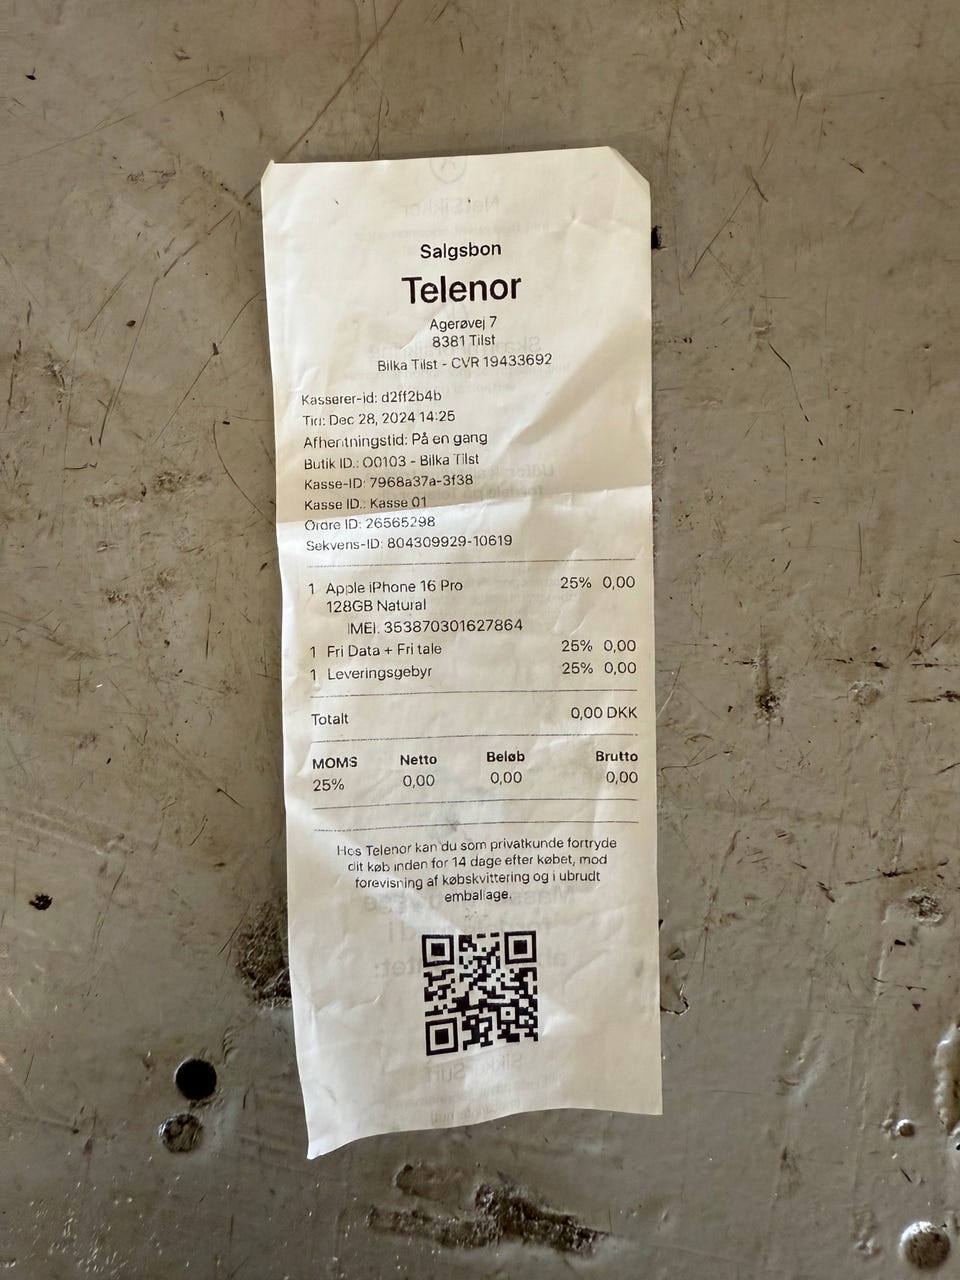 Salgsbon
Telenor
Agerøvej 7
8381 Tilst
Bilka Tilst - CVR 19433692
Kasserer-id: d2ff2b4b
Tid: Dec 28, 2024 14:25
Afhentningstid: På en gang
Butik ID.: O0103 - Bilka Tilst
Kasse-ID: 7968a37a-3f38
Kasse ID.: Kasse 01
Ordre ID: 26565298
Sekvens-ID: 804309929-10619
1 Apple iPhone 16 Pro 25% 0,00
128GB Natural
IMEI: 353870301627864
1 Fri Data + Fri tale 25% 0,00
1 Leveringsgebyr 25% 0,00
Totalt 0,00 DKK
MOMS Netto Beløb Brutto
25% 0,00 0,00 0,00
Hos Telenor kan du som privatkunde fortryde
dit køb inden for 14 dage efter købet, mod
forevisning af købskvittering og i ubrudt
emballage.